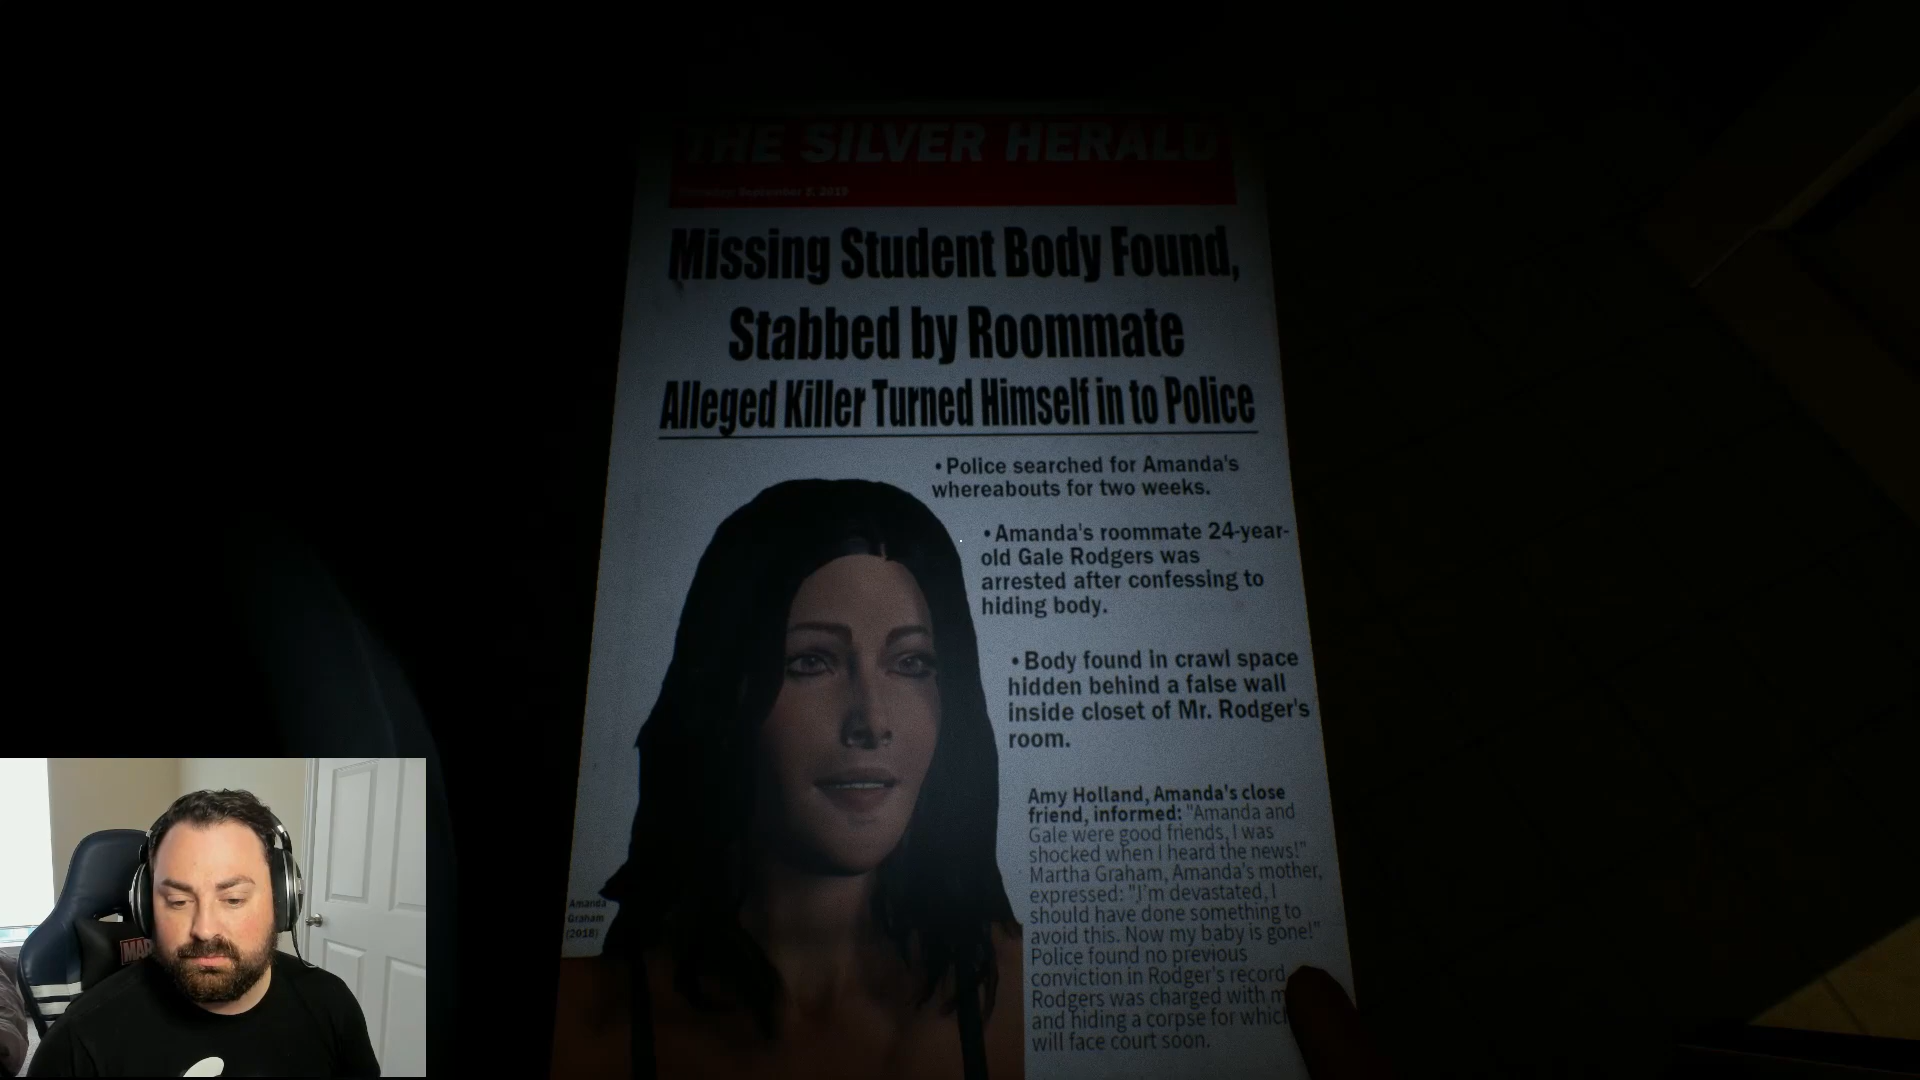 THE SILVER HERALD
September 5, 2019
Missing Student Body Found,
Stabbed by Roommate
Alleged Killer Turned Himself in to Police
• Police searched for Amanda's
whereabouts for two weeks.
• Amanda's roommate 24-year-
old Gale Rodgers was
arrested after confessing to
hiding body.
• Body found in crawl space
hidden behind a false wall
inside closet of Mr. Rodger's
room.
Amy Holland, Amanda's close
friend, informed: "Amanda and
Gale were good friends, I was
shocked when I heard the news!"
Martha Graham, Amanda's mother,
expressed: "I'm devastated, I
should have done something to
avoid this. Now my baby is gone!"
Police found no previous
conviction in Rodger's record
Rodgers was charged with
and hiding a corpse for which
will face court soon.
Amanda
Graham
(2018)